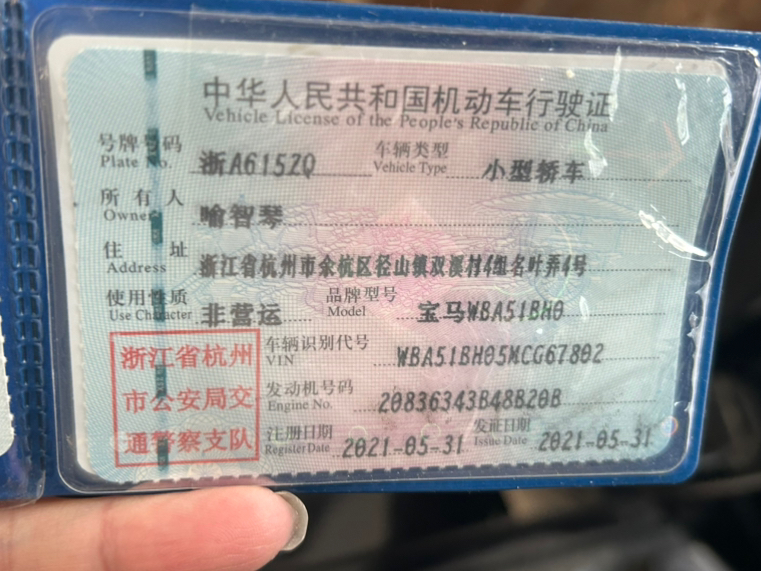 中华人民共和国机动车行驶证
Vehicle License of the People's Republic of China
号牌号码 浙A615ZQ 车辆类型 小型轿车
Plate No. Vehicle Type
所有人 喻智琴
Owner
住址 浙江省杭州市余杭区径山镇双溪村4组名叶弄4号
Address
使用性质 非营运 品牌型号 宝马WBA51BH0
Use Character Model
浙江省杭州 车辆识别代号 WBA51BH05MCG67802
VIN
市公安局交 发动机号码 20836343B48B20B
Engine No.
通警察支队 注册日期 2021-05-31 发证日期 2021-05-31
Register Date Issue Date